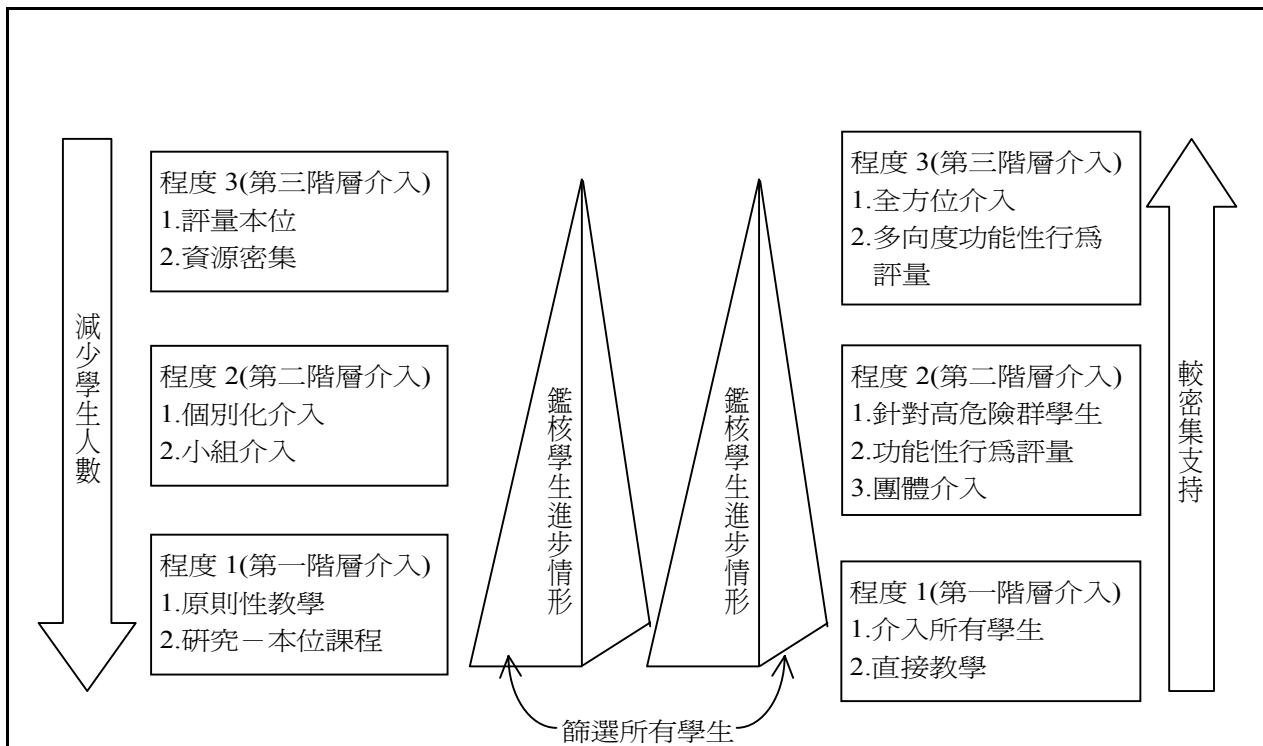 減少學生人數
程度 3(第三階層介入)
1.評量本位
2.資源密集
程度 2(第二階層介入)
1.個別化介入
2.小組介入
程度 1(第一階層介入)
1.原則性教學
2.研究－本位課程
鑑核學生進步情形
鑑核學生進步情形
程度 3(第三階層介入)
1.全方位介入
2.多向度功能性行為
評量
程度 2(第二階層介入)
1.針對高危險群學生
2.功能性行為評量
3.團體介入
程度 1(第一階層介入)
1.介入所有學生
2.直接教學
較密集支持
篩選所有學生